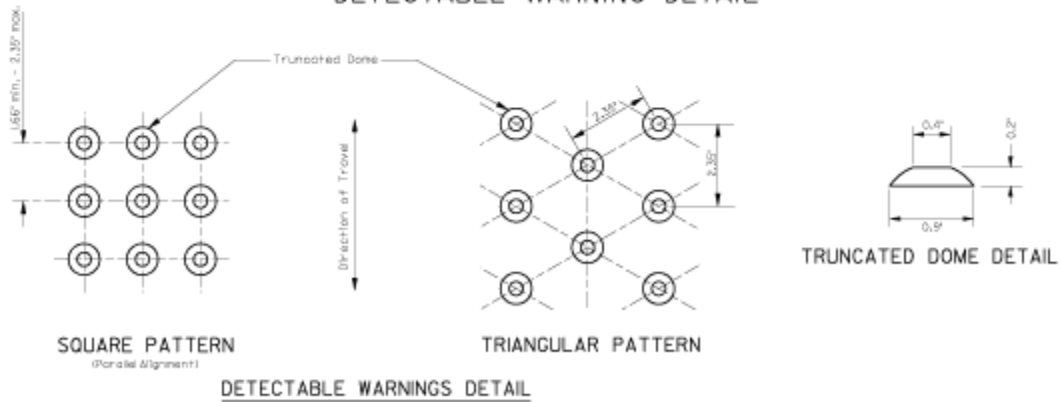 DETECTABLE WARNING DETAIL
1.66" min. - 2.35" max.
Truncated Dome
Direction of Travel
2.35"
2.35"
0.4"
0.2"
0.9"
TRUNCATED DOME DETAIL
SQUARE PATTERN
(Parallel Alignment)
TRIANGULAR PATTERN
DETECTABLE WARNINGS DETAIL